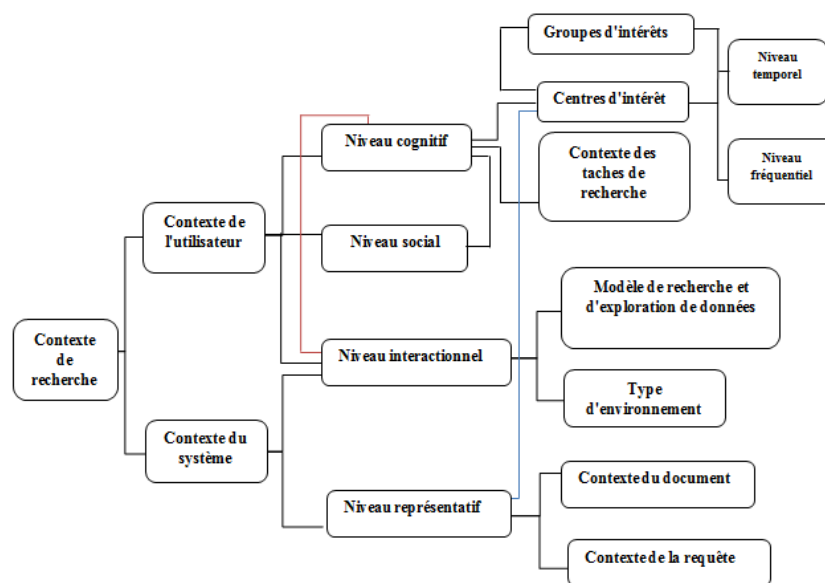 Groupes d'intérêts
Niveau
temporel
Centres d'intérêt
Niveau cognitif
Contexte des
taches de
recherche
Niveau
fréquentiel
Contexte de
l'utilisateur
Niveau social
Modèle de recherche et
d'exploration de données
Contexte
de
recherche
Niveau interactionnel
Type
d'environnement
Contexte du
système
Contexte du document
Niveau représentatif
Contexte de la requête